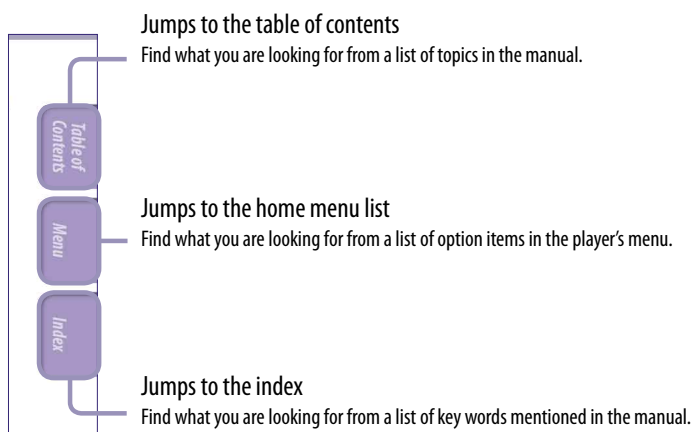 Jumps to the table of contents
Find what you are looking for from a list of topics in the manual.
Table of
Contents
Jumps to the home menu list
Find what you are looking for from a list of option items in the player's menu.
Menu
Index
Jumps to the index
Find what you are looking for from a list of key words mentioned in the manual.